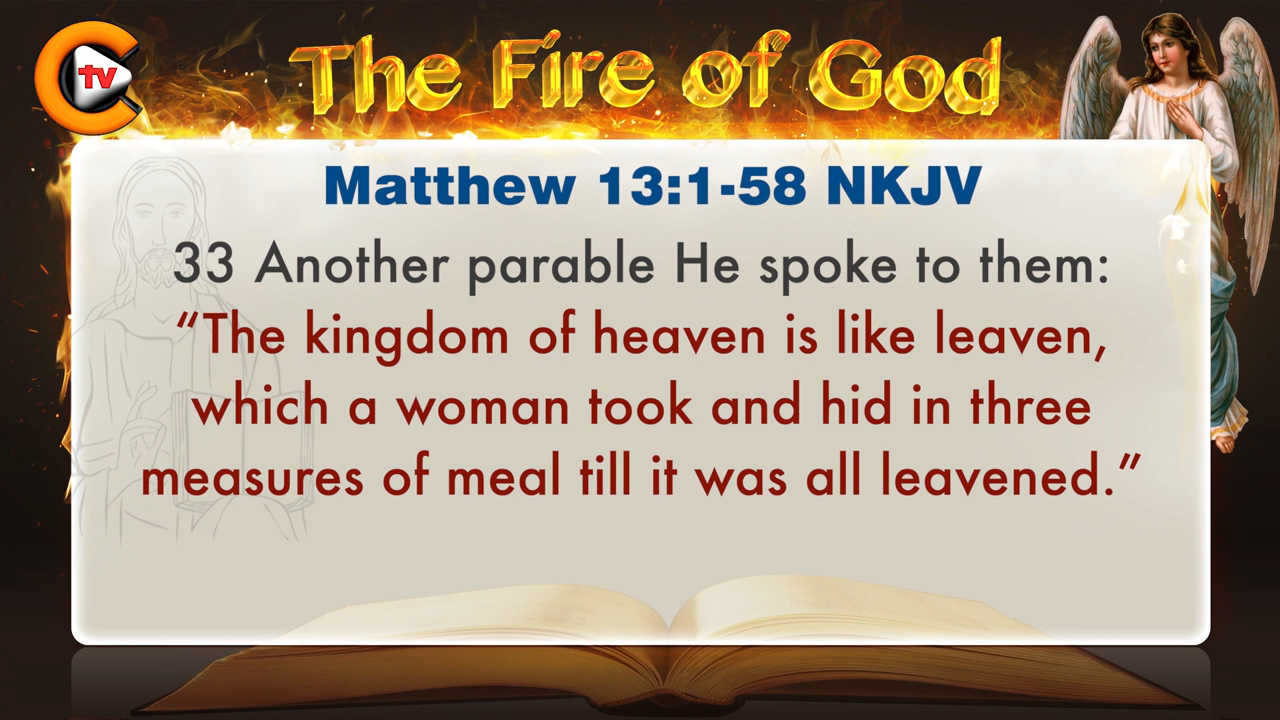 tv
The Fire of God
Matthew 13:1-58 NKJV
33 Another parable He spoke to them:
“The kingdom of heaven is like leaven,
which a woman took and hid in three
measures of meal till it was all leavened.”